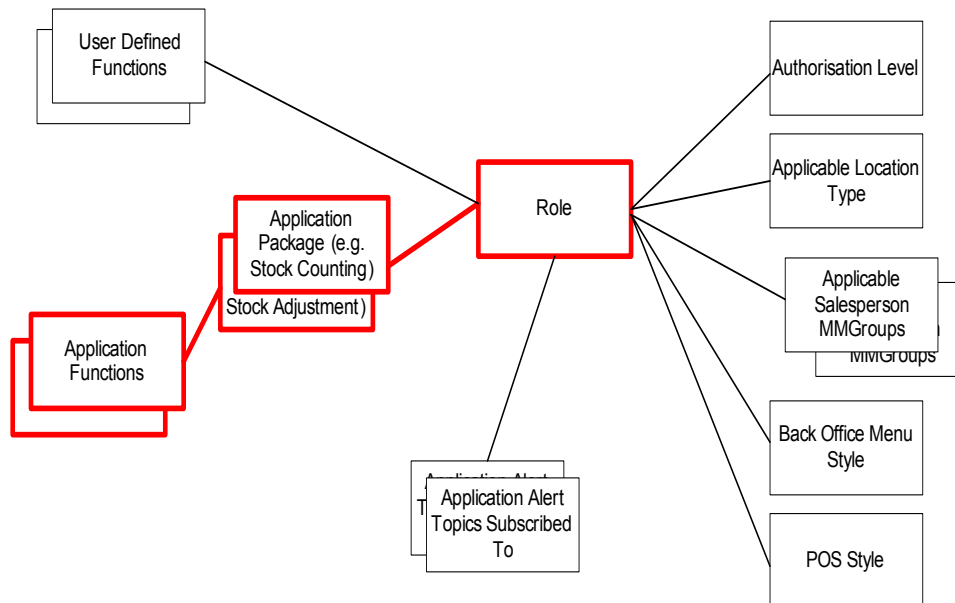 User Defined
Functions
Authorisation Level
Applicable Location
Type
Role
Application
Package (e.g.
Stock Counting)
Stock Adjustment)
Applicable
Salesperson
MMGroups
MMGroups
Application
Functions
Back Office Menu
Style
Application Alert
Topics Subscribed
To
POS Style